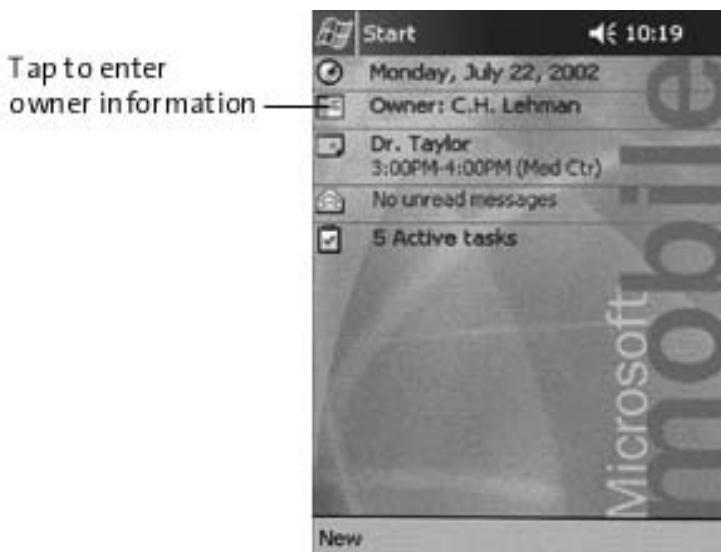 Tap to enter
owner information
Start 10:19
Monday, July 22, 2002
Owner: C.H. Lehman
Dr. Taylor
3:00PM-4:00PM (Med Ctr)
No unread messages
5 Active tasks
Microsoft
mobile
New